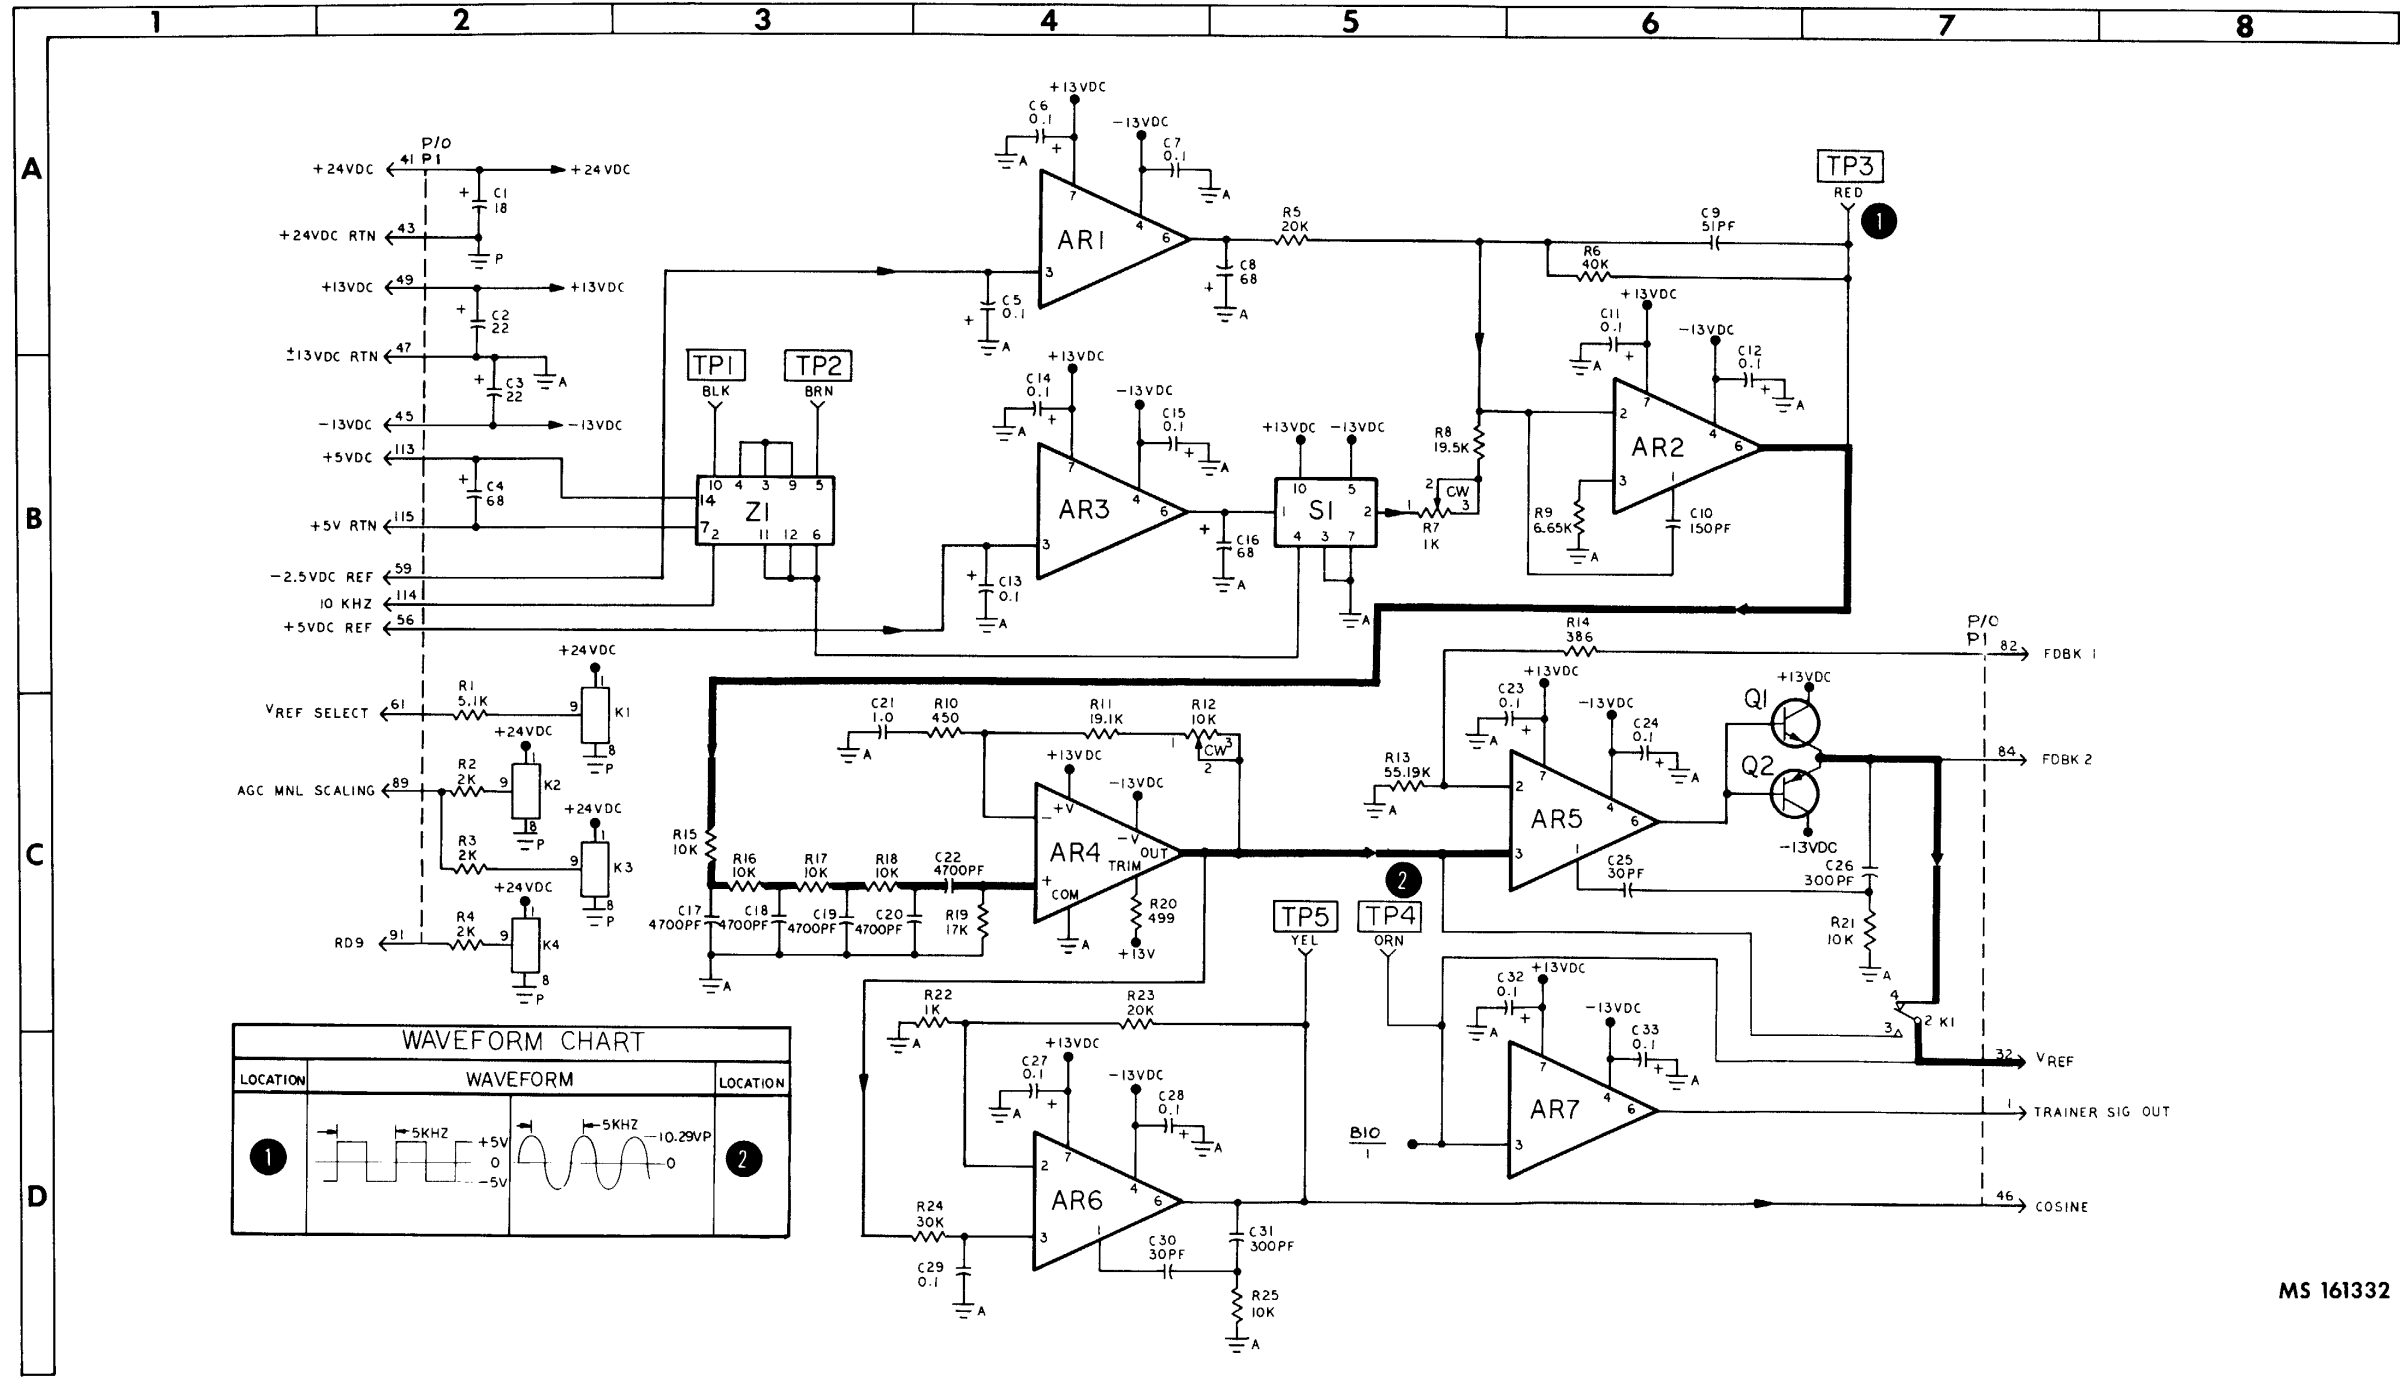 1 2 3 4 5 6 7 8
A
B
C
D
P/O
P1
+24VDC 41 +24VDC
C1
18
+24VDC RTN 43
P
+13VDC 49 +13VDC
C2
22
±13VDC RTN 47
A
C3
22
-13VDC 45 -13VDC
+5VDC 113
C4
68
+5V RTN 115
-2.5VDC REF 59
10 KHZ 114
+5VDC REF 56
TP1
BLK
TP2
BRN
10 4 3 9 5
14
7
Z1
2 11 12 6
+13VDC
C6
0.1
A
-13VDC
C7
0.1
A
AR1
7
4
6
3
C5
0.1
A
C8
68
A
R5
20K
C9
51PF
R6
40K
TP3
RED
1
+13VDC
C14
0.1
A
-13VDC
C15
0.1
A
AR3
7
4
6
3
C13
0.1
A
C16
68
A
+13VDC -13VDC
10 5
1 S1 2
4 3 7
A
R8
19.5K
2 CW
1 3
R7
1K
+13VDC
C11
0.1
A
-13VDC
C12
0.1
A
AR2
2
3
7
4
6
1
R9
6.65K
A
C10
150PF
VREF SELECT 61
R1
5.1K
+24VDC
1
9 K1
8
P
AGC MNL SCALING 89
R2
2K
+24VDC
1
9 K2
8
P
R3
2K
+24VDC
1
9 K3
8
P
RD9 91
R4
2K
+24VDC
1
9 K4
8
P
C21
1.0
A
R10
450
R11
19.1K
R12
10K
1 CW 3
2
+13VDC
-13VDC
+V
-
-V
AR4
OUT
TRIM
+
COM
A
R20
499
+13V
R15
10K
R16
10K
R17
10K
R18
10K
C22
4700PF
C17
4700PF
C18
4700PF
C19
4700PF
C20
4700PF
R19
17K
A
R14
386
P/O
P1
82 FDBK 1
+13VDC
C23
0.1
A
-13VDC
C24
0.1
A
R13
55.19K
A
AR5
2
3
7
4
6
1
C25
30PF
Q1
+13VDC
Q2
-13VDC
84 FDBK 2
C26
300PF
R21
10K
A
2
TP5
YEL
TP4
ORN
4
3
2 K1
32 VREF
+13VDC
C32
0.1
A
-13VDC
C33
0.1
A
AR7
7
4
6
3
B10
1
1 TRAINER SIG OUT
R22
1K
A
R23
20K
+13VDC
C27
0.1
A
-13VDC
C28
0.1
A
AR6
2
3
7
4
6
1
R24
30K
C29
0.1
A
C30
30PF
C31
300PF
R25
10K
A
46 COSINE
WAVEFORM CHART
LOCATION WAVEFORM LOCATION
1
5KHZ
+5V
0
-5V
5KHZ
10.29VP
0
2
MS 161332